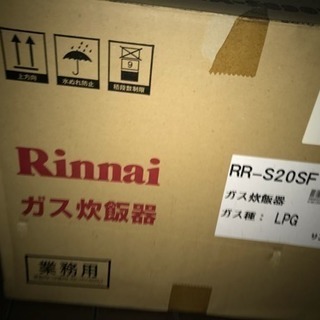 9
上方向
水ぬれ防止
積段数制限
Rinnai
ガス炊飯器
業務用
RR-S20SF
ガス炊飯器
ガス種: LPG